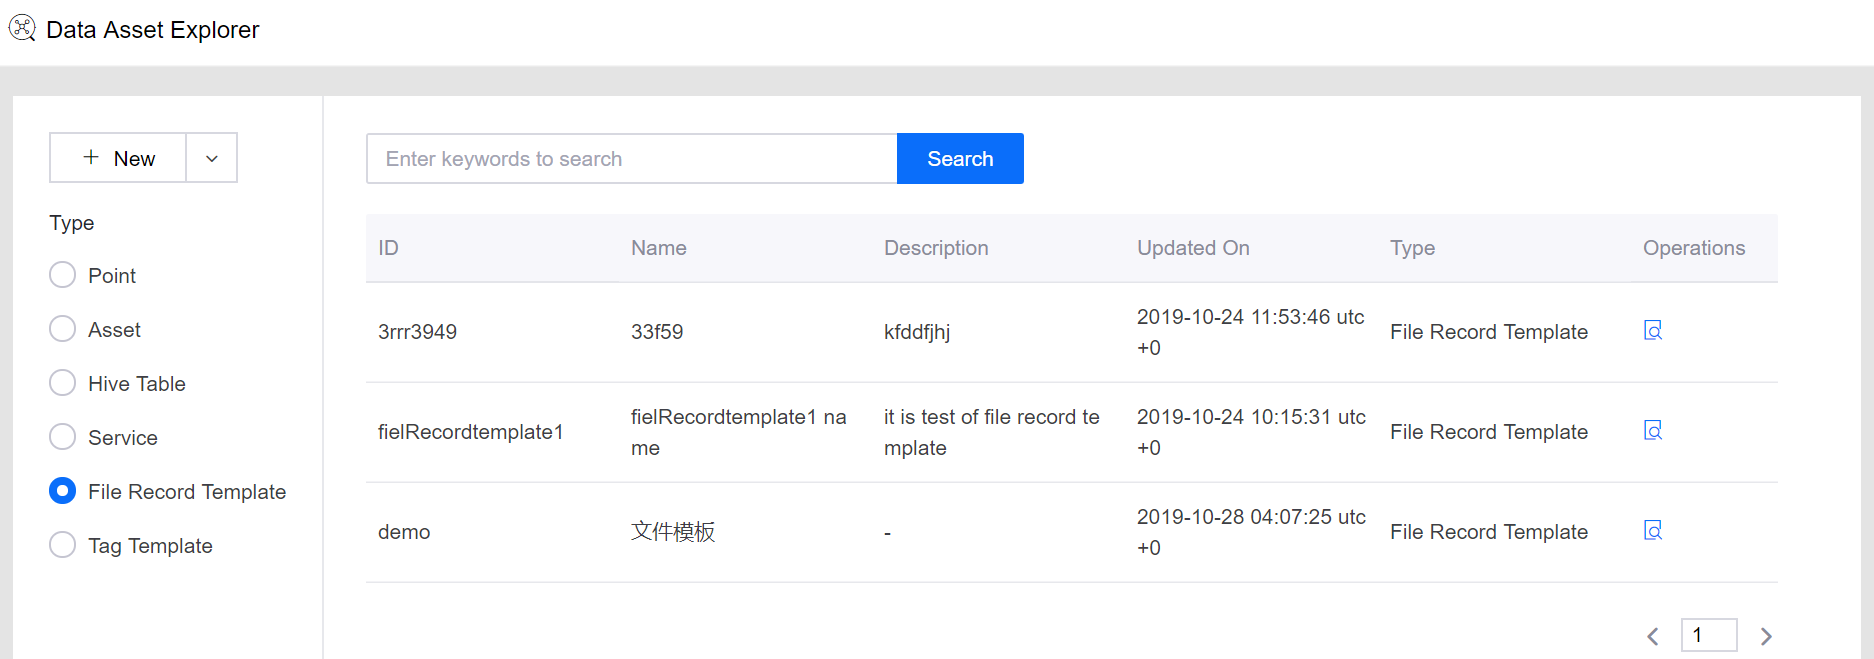 Data Asset Explorer
New
Type
Point
Asset
Hive Table
Service
File Record Template
Tag Template
Enter keywords to search
Search
ID Name Description Updated On Type Operations
3rrr3949 33f59 kfddfjhj 2019-10-24 11:53:46 utc
+0
File Record Template
fielRecordtemplate1
fielRecordtemplate1 na
me
it is test of file record te
mplate
2019-10-24 10:15:31 utc
+0
File Record Template
demo 文件模板 -
2019-10-28 04:07:25 utc
+0
File Record Template
1